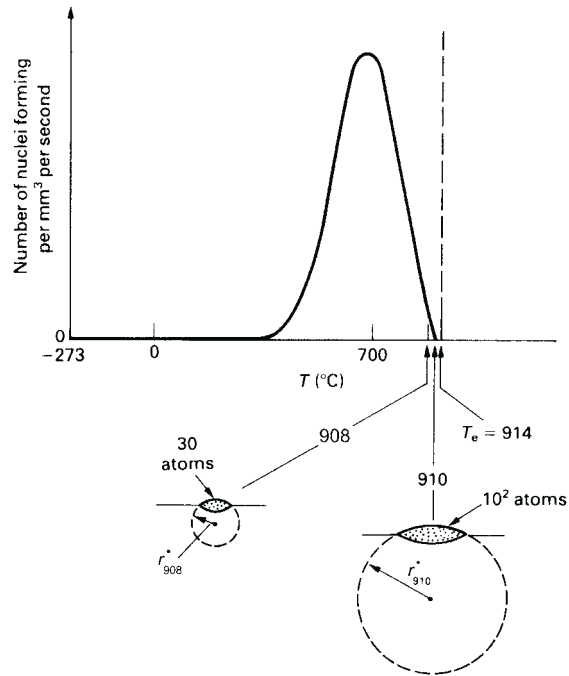 Number of nuclei forming
per mm³ per second
0
−273
0
700
T (°C)
908
Tₑ = 914
910
30
atoms
10² atoms
r*₉₀₈
r*₉₁₀